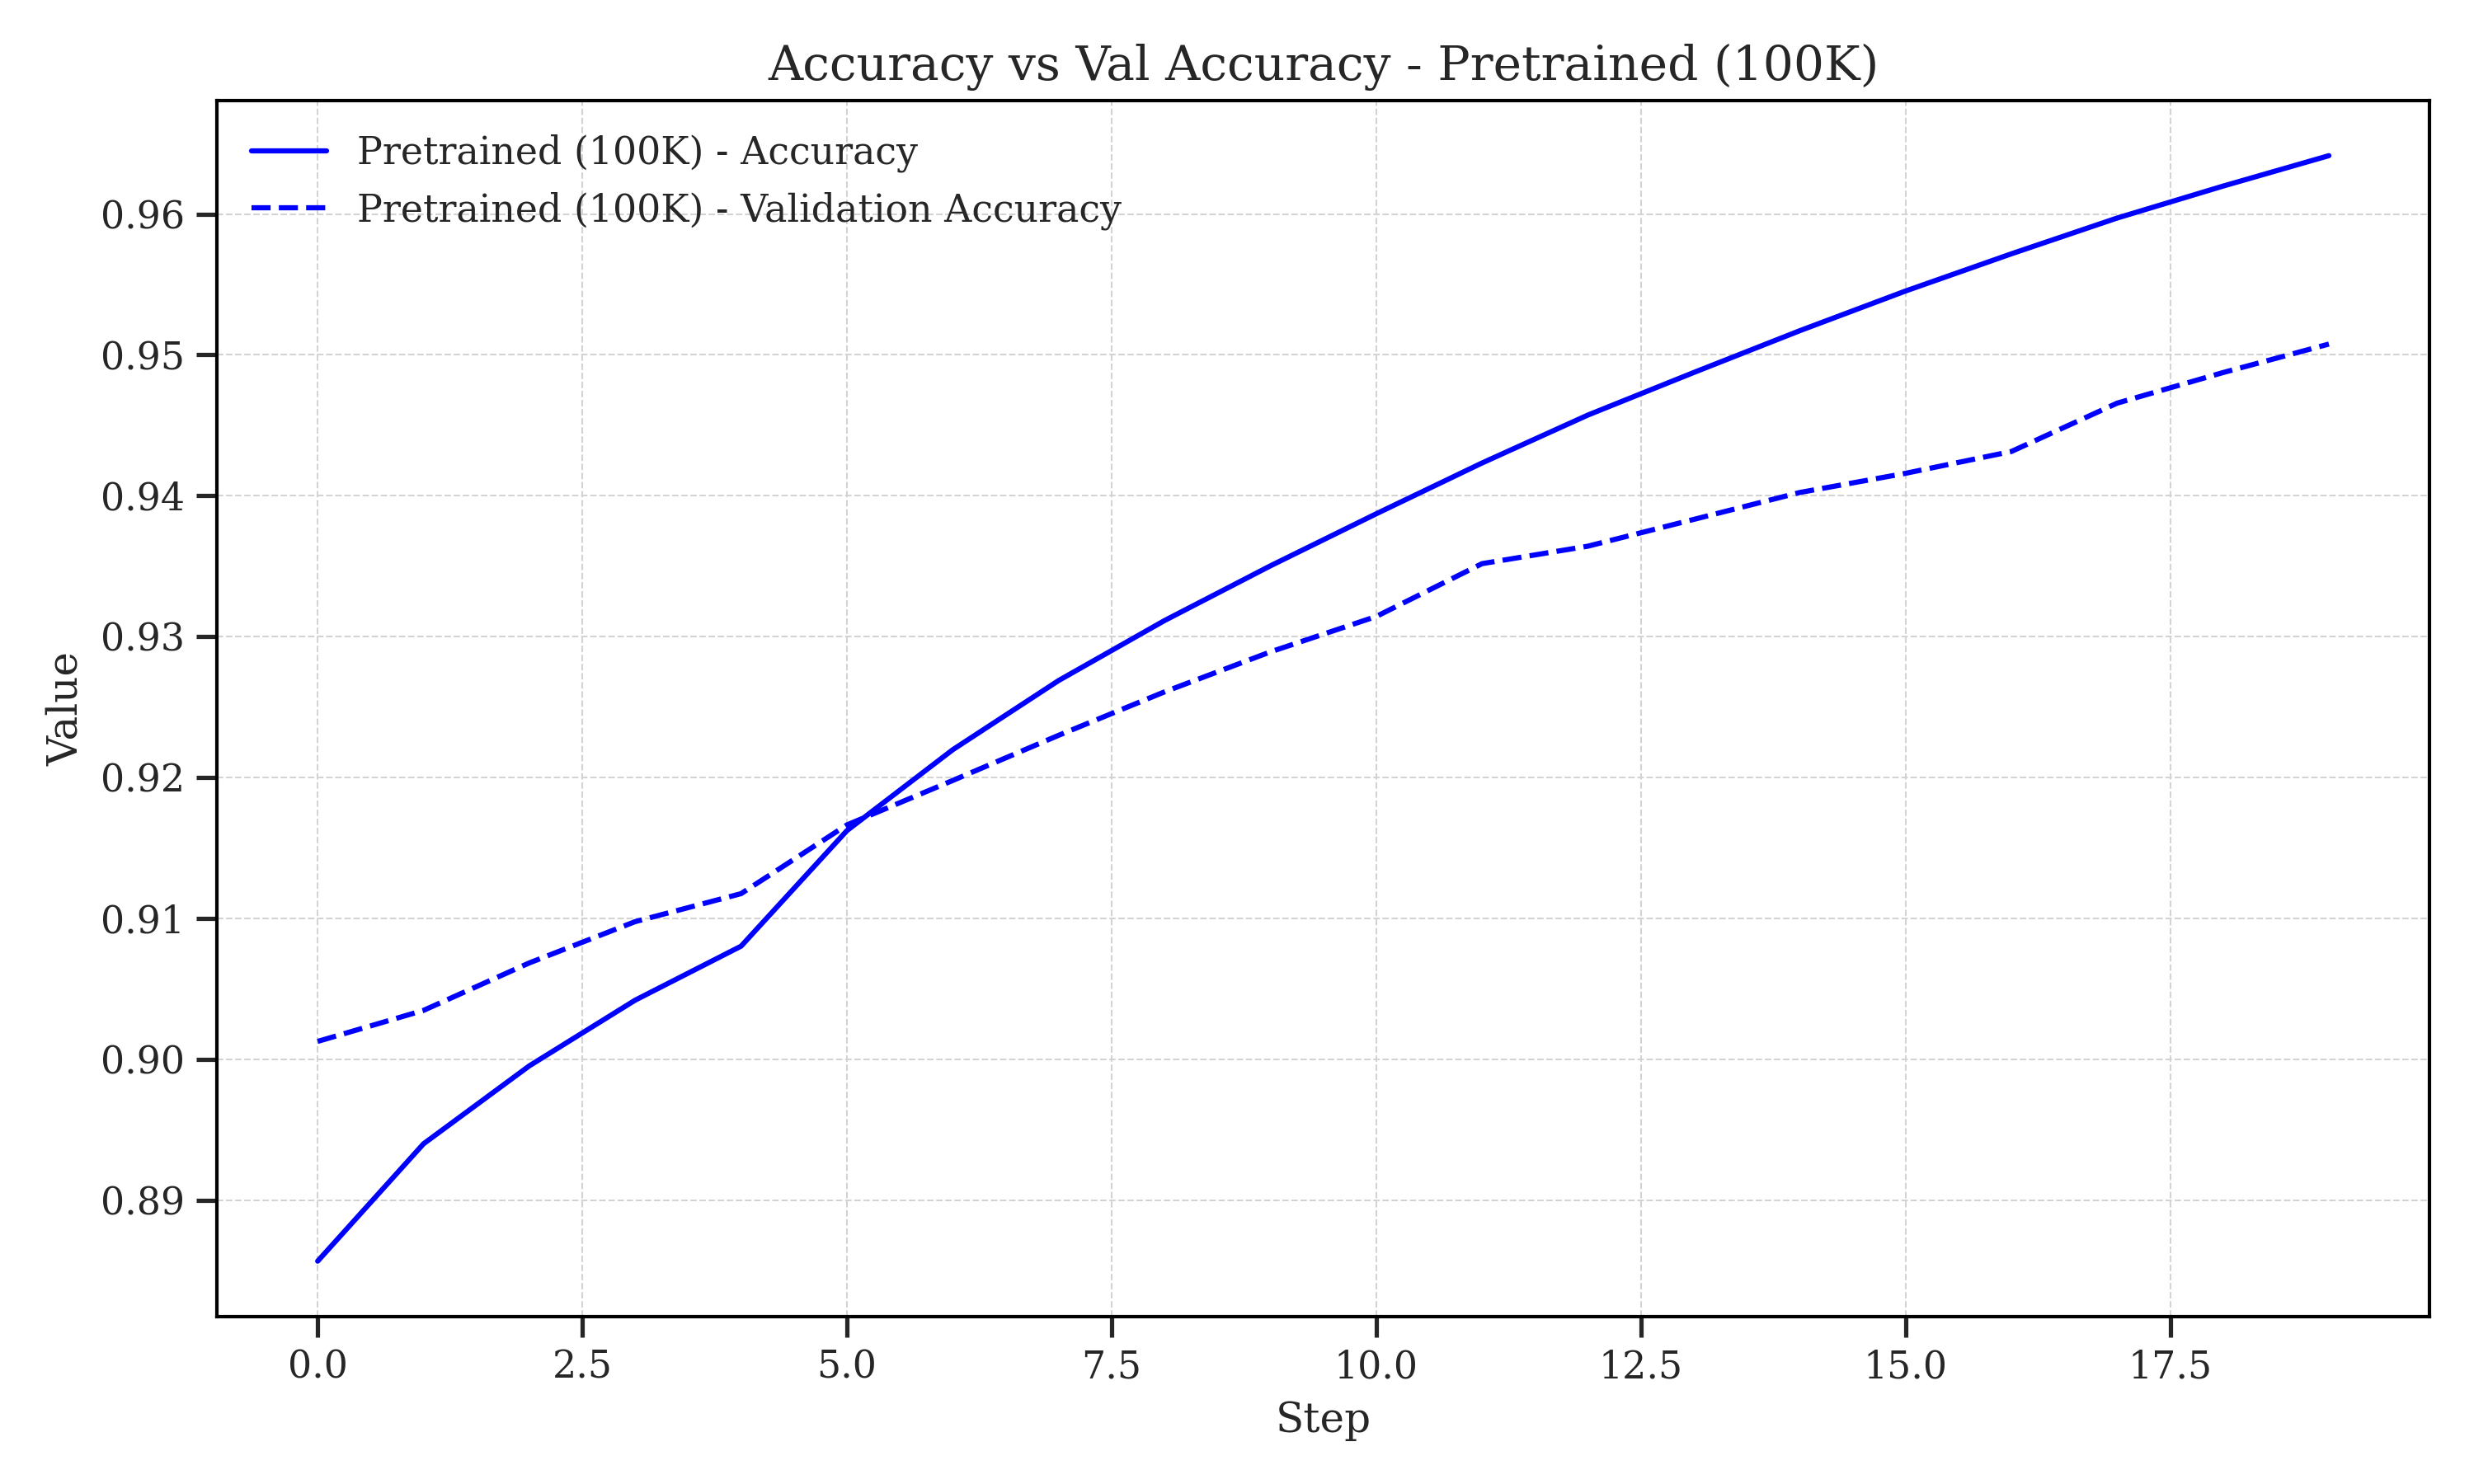 Accuracy vs Val Accuracy - Pretrained (100K)
Pretrained (100K) - Accuracy
Pretrained (100K) - Validation Accuracy
0.96
0.95
0.94
0.93
0.92
0.91
0.90
0.89
Value
0.0 2.5 5.0 7.5 10.0 12.5 15.0 17.5
Step